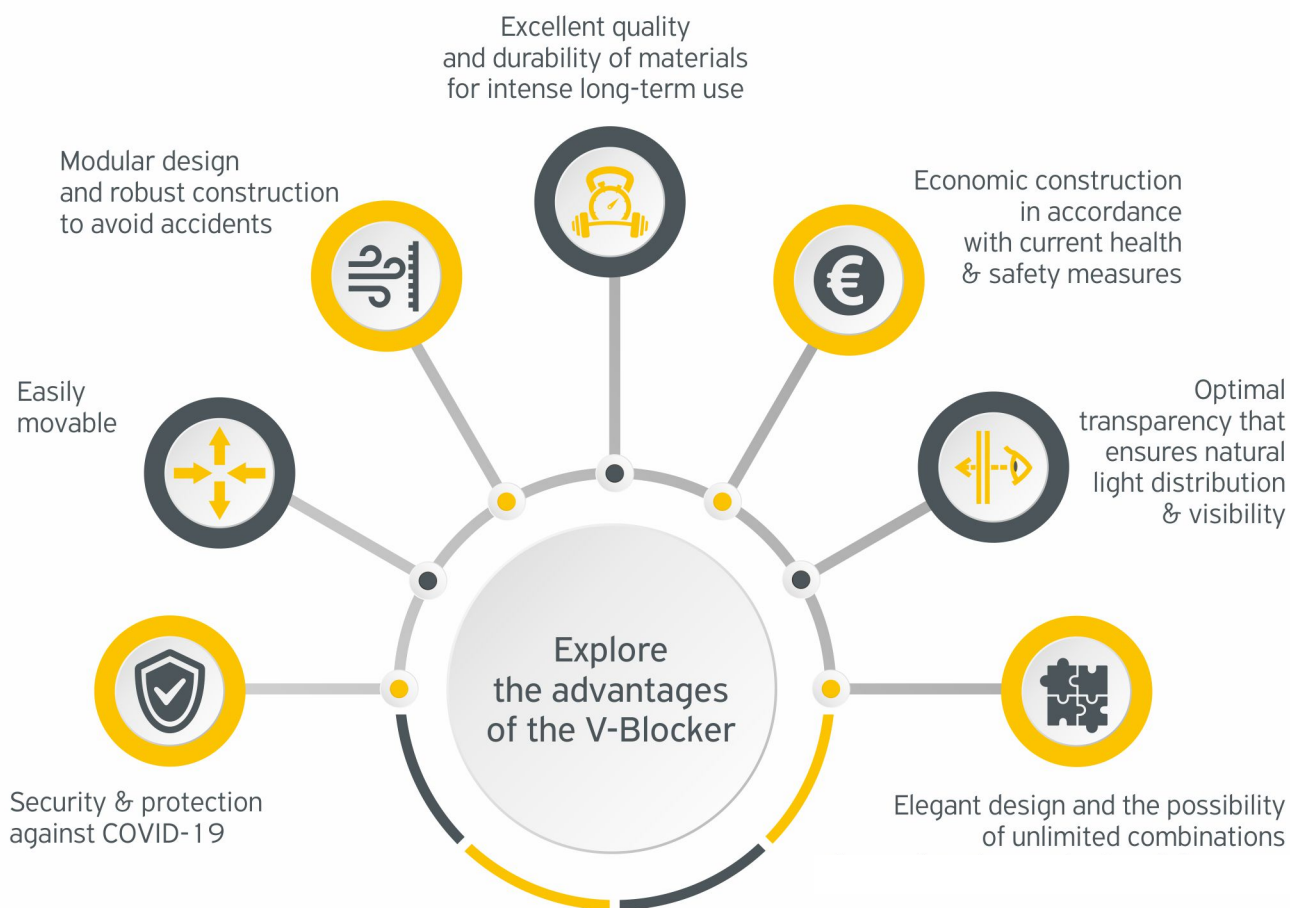 Excellent quality
and durability of materials
for intense long-term use
Modular design
and robust construction
to avoid accidents
Economic construction
in accordance
with current health
& safety measures
Easily
movable
Optimal
transparency that
ensures natural
light distribution
& visibility
Explore
the advantages
of the V-Blocker
Security & protection
against COVID-19
Elegant design and the possibility
of unlimited combinations